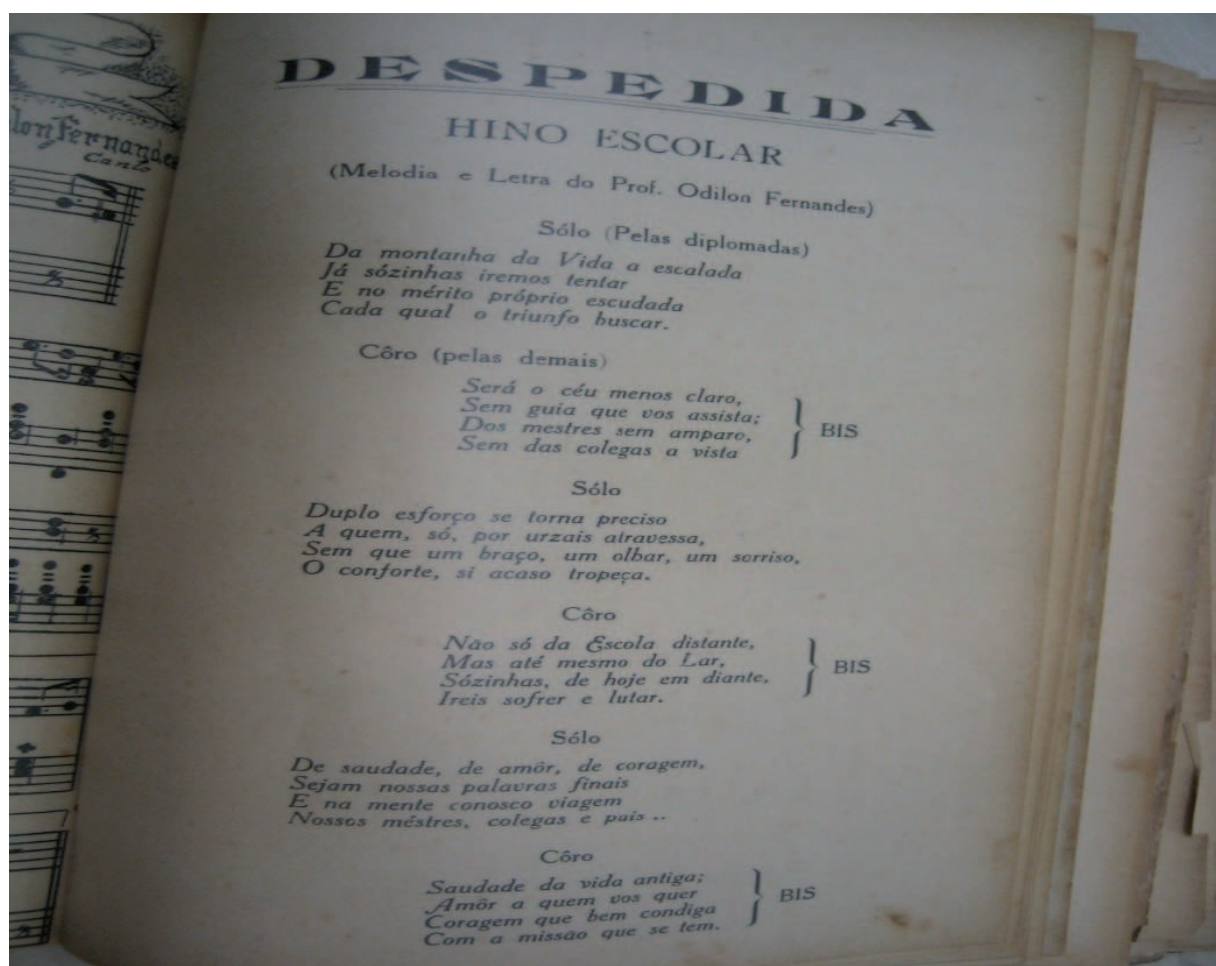 DESPEDIDA
HINO ESCOLAR
(Melodia e Letra do Prof. Odilon Fernandes)
Sólo (Pelas diplomadas)
Da montanha da Vida a escalada
Já sózinhas iremos tentar
E no mérito próprio escudada
Cada qual o triunfo buscar.
Côro (pelas demais)
Será o céu menos claro,
Sem guia que vos assista;
Dos mestres sem amparo,
Sem das colegas a vista
BIS
Sólo
Duplo esforço se torna preciso
A quem, só, por urzais atravessa,
Sem que um braço, um olhar, um sorriso,
O conforte, si acaso tropeça.
Côro
Não só da Escola distante,
Mas até mesmo do Lar,
Sózinhas, de hoje em diante,
Ireis sofrer e lutar.
BIS
Sólo
De saudade, de amôr, de coragem,
Sejam nossas palavras finais
E na mente conosco viagem
Nossos méstres, colegas e pais ..
Côro
Saudade da vida antiga;
Amôr a quem vos quer
Coragem que bem condiga
Com a missão que se tem.
BIS
lon Fernandes
Canto